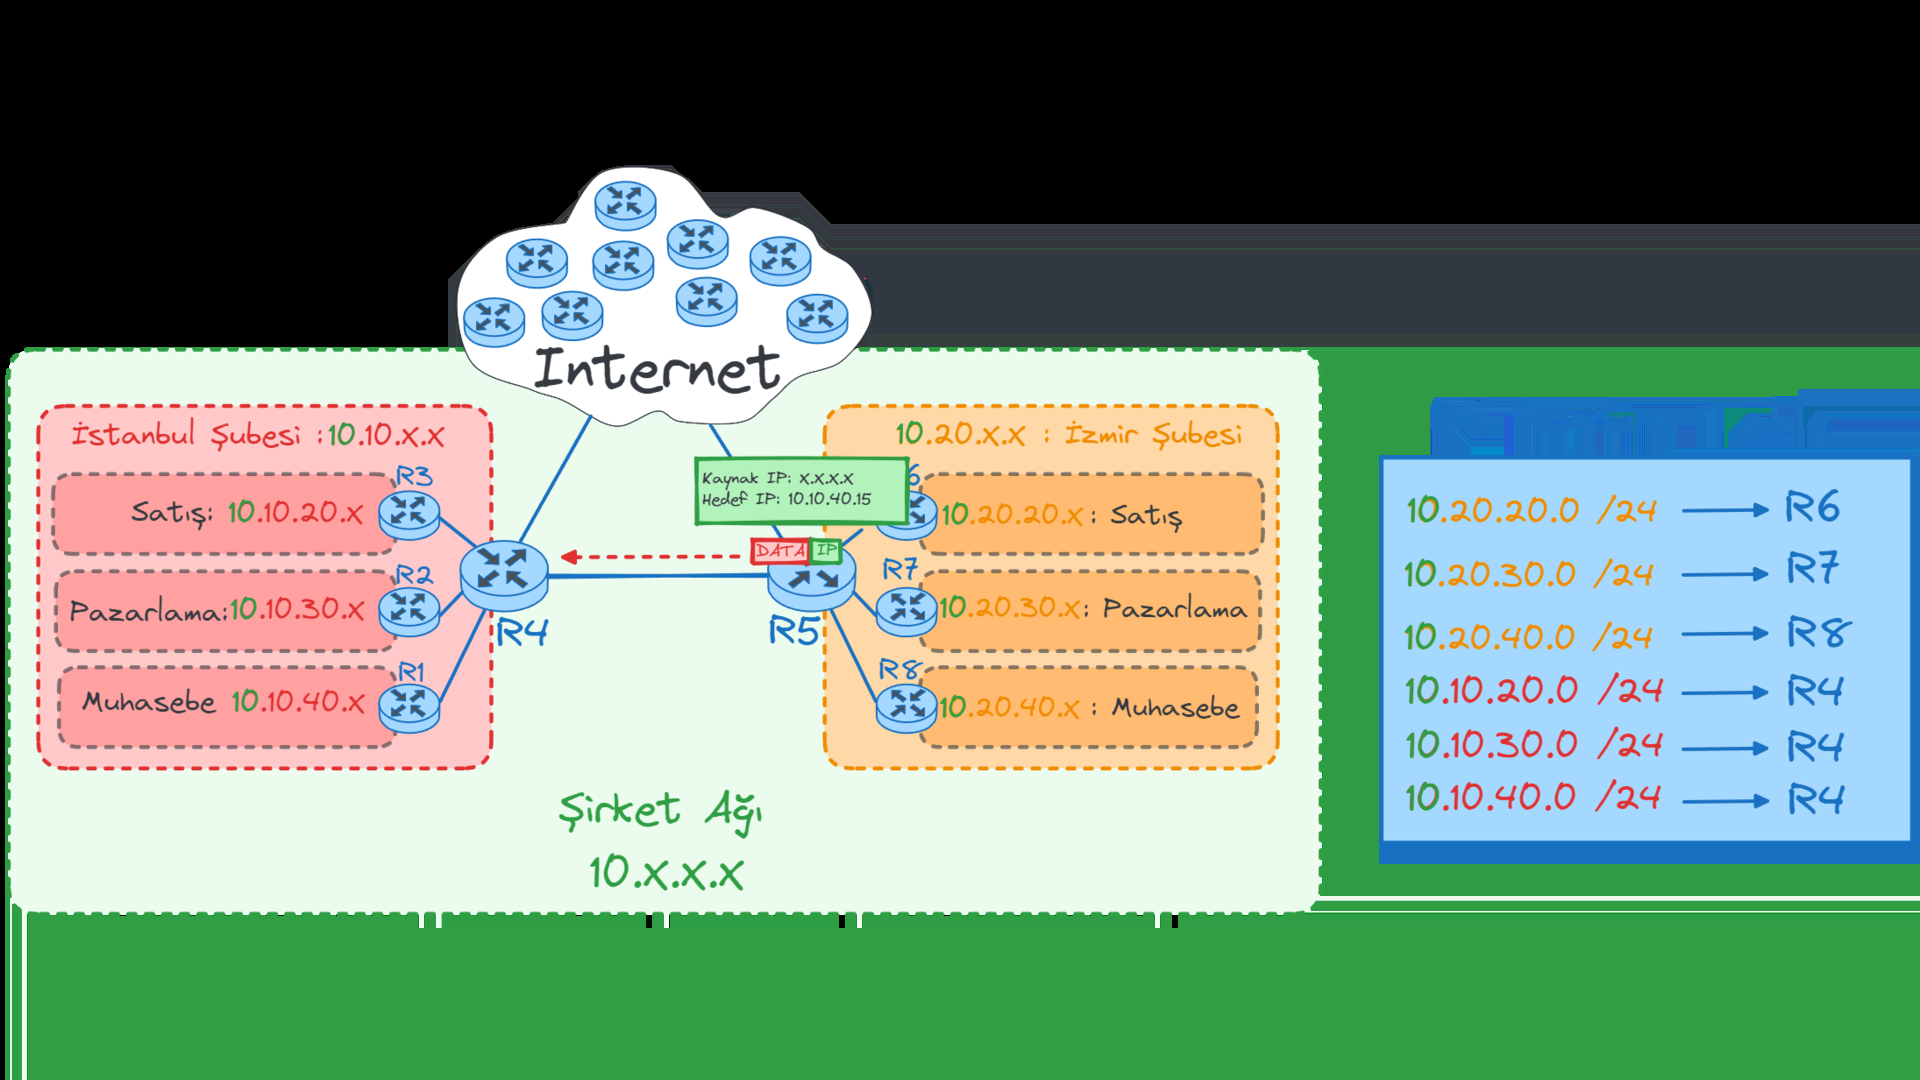 Internet
İstanbul Şubesi :10.10.x.x
R3
Satış: 10.10.20.x
R2
Pazarlama:10.10.30.x
R1
Muhasebe 10.10.40.x
R4
Kaynak IP: x.x.x.x
Hedef IP: 10.10.40.15
DATA IP
R5
10.20.x.x : İzmir Şubesi
6
10.20.20.x : Satış
R7
10.20.30.x: Pazarlama
R8
10.20.40.x : Muhasebe
Şirket Ağı
10.x.x.x
10.20.20.0 /24 R6
10.20.30.0 /24 R7
10.20.40.0 /24 R8
10.10.20.0 /24 R4
10.10.30.0 /24 R4
10.10.40.0 /24 R4